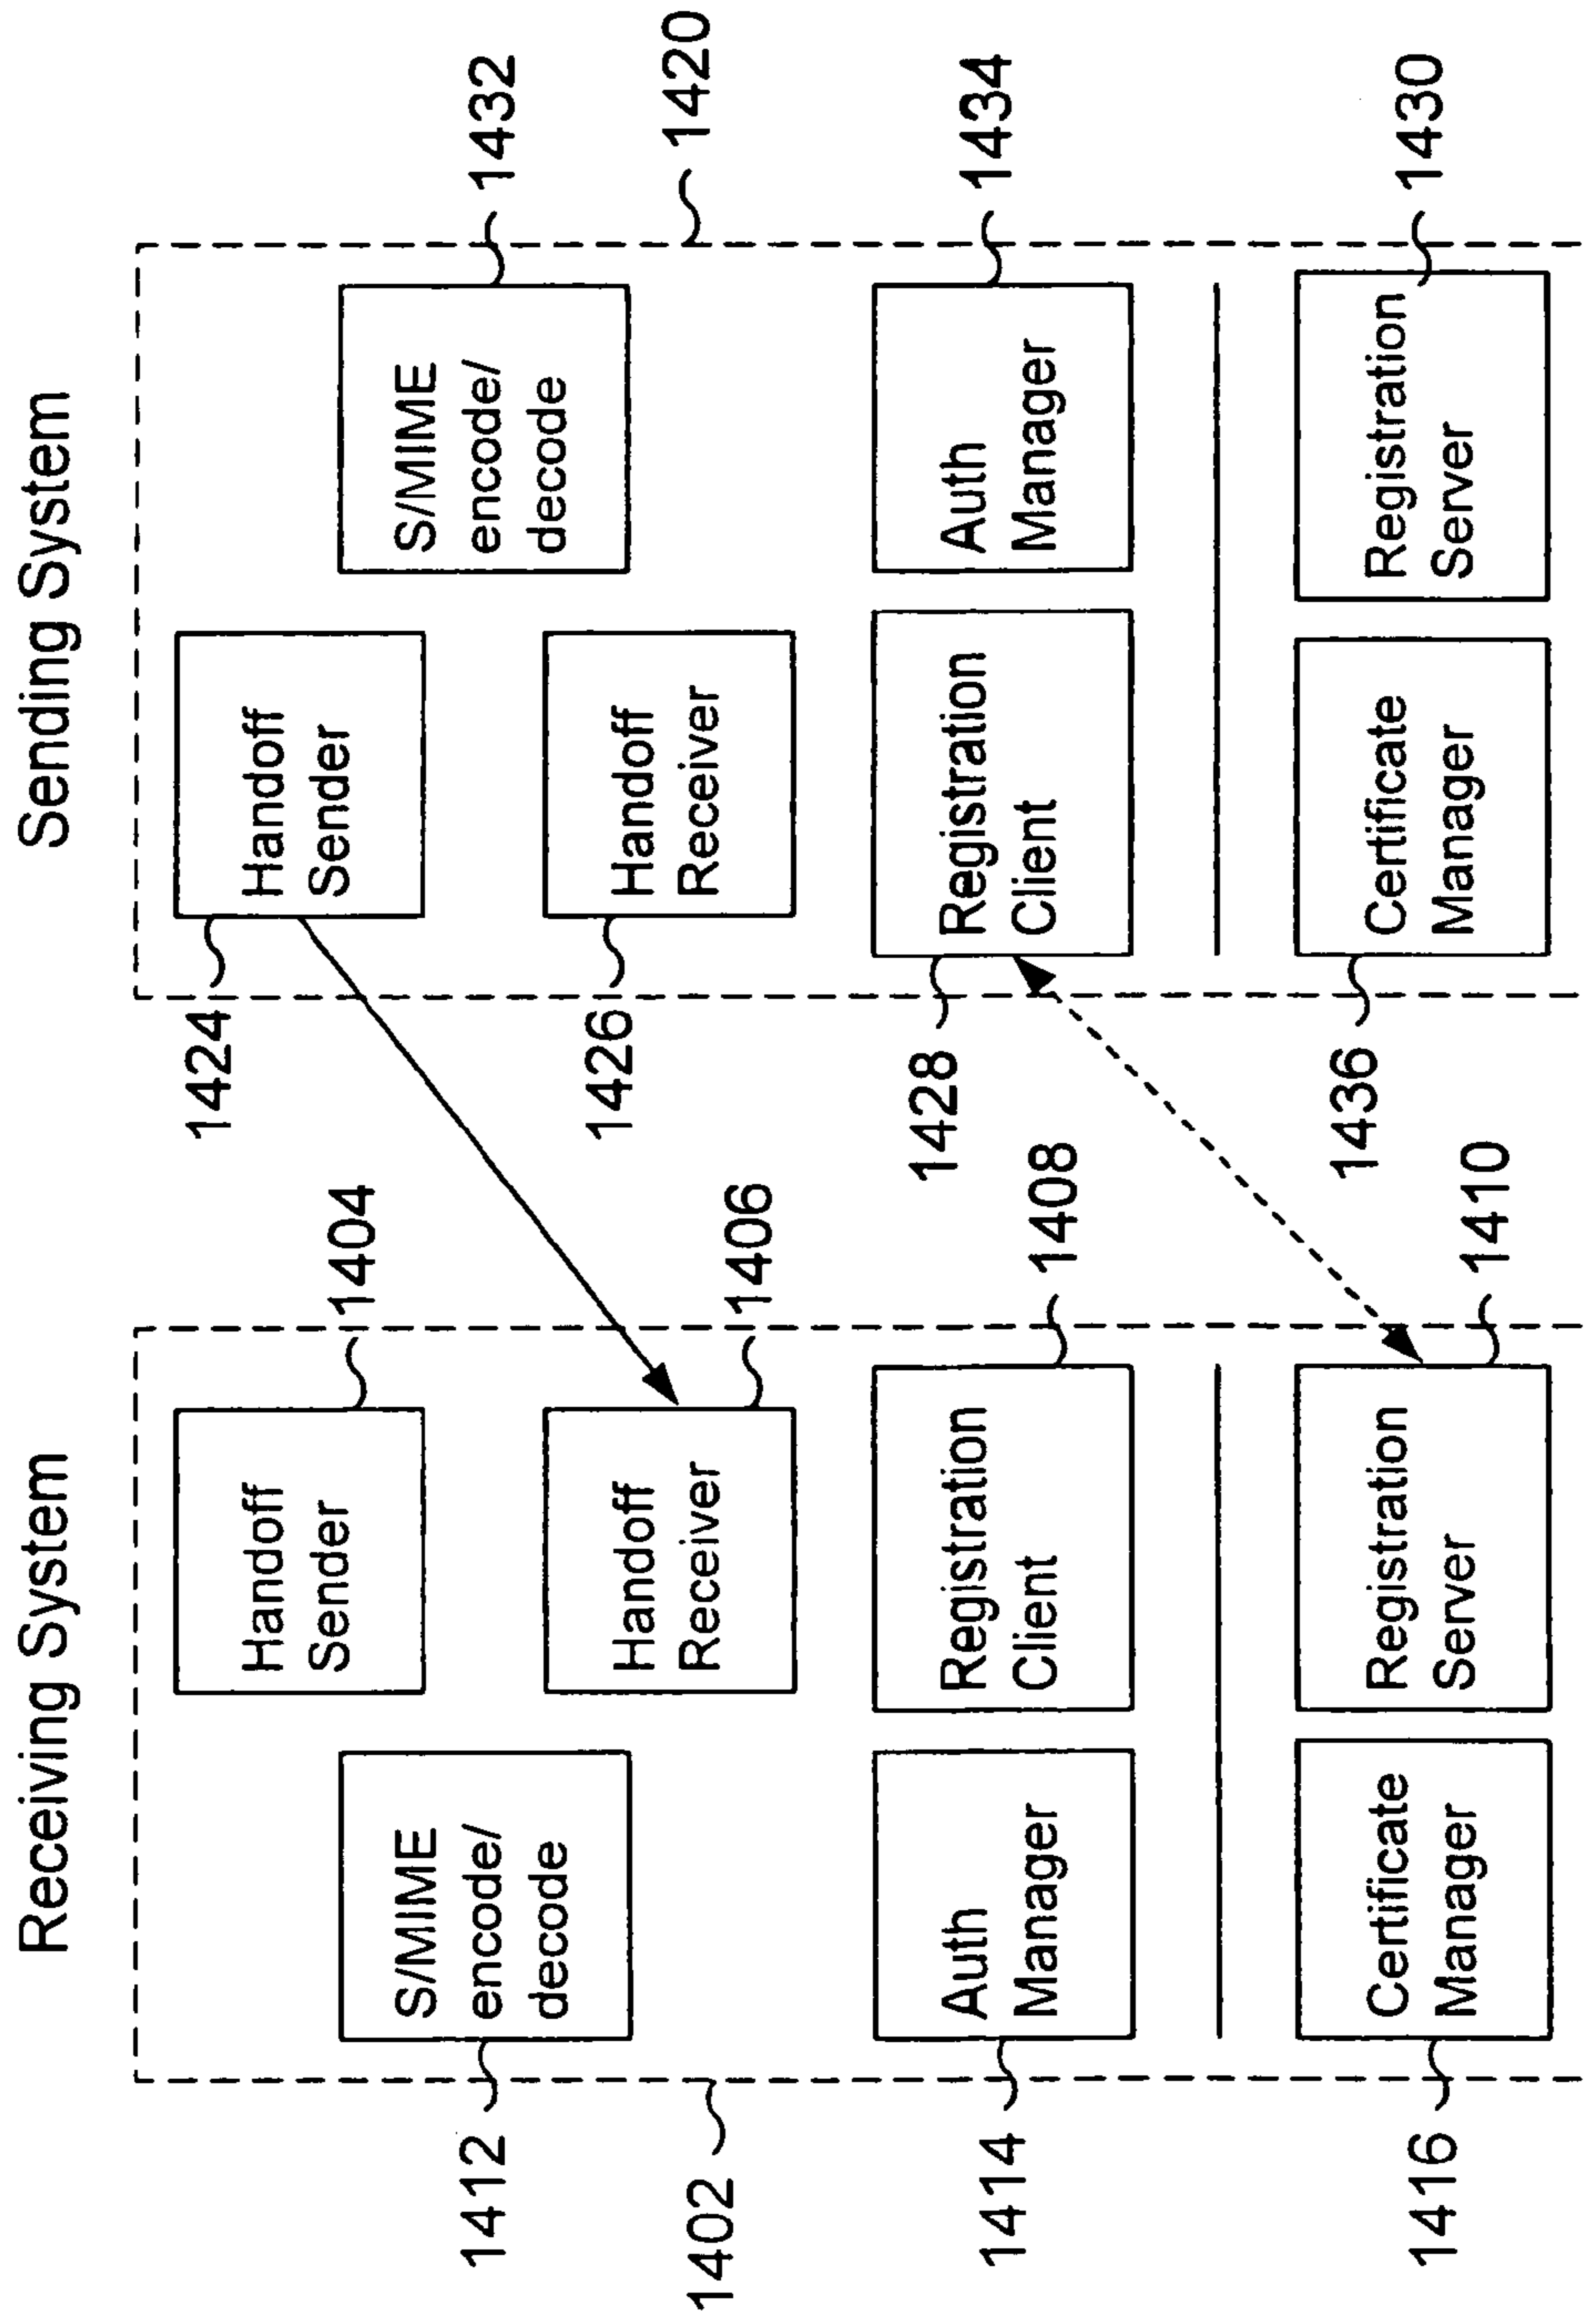 Receiving System
Sending System
1402
1412
S/MIME
encode/
decode
Handoff
Sender
1404
Handoff
Receiver
1406
1414
Auth
Manager
Registration
Client
1408
1416
Certificate
Manager
Registration
Server
1410
1424
Handoff
Sender
1426
Handoff
Receiver
S/MIME
encode/
decode
1432
1420
1428
Registration
Client
Auth
Manager
1434
1436
Certificate
Manager
Registration
Server
1430